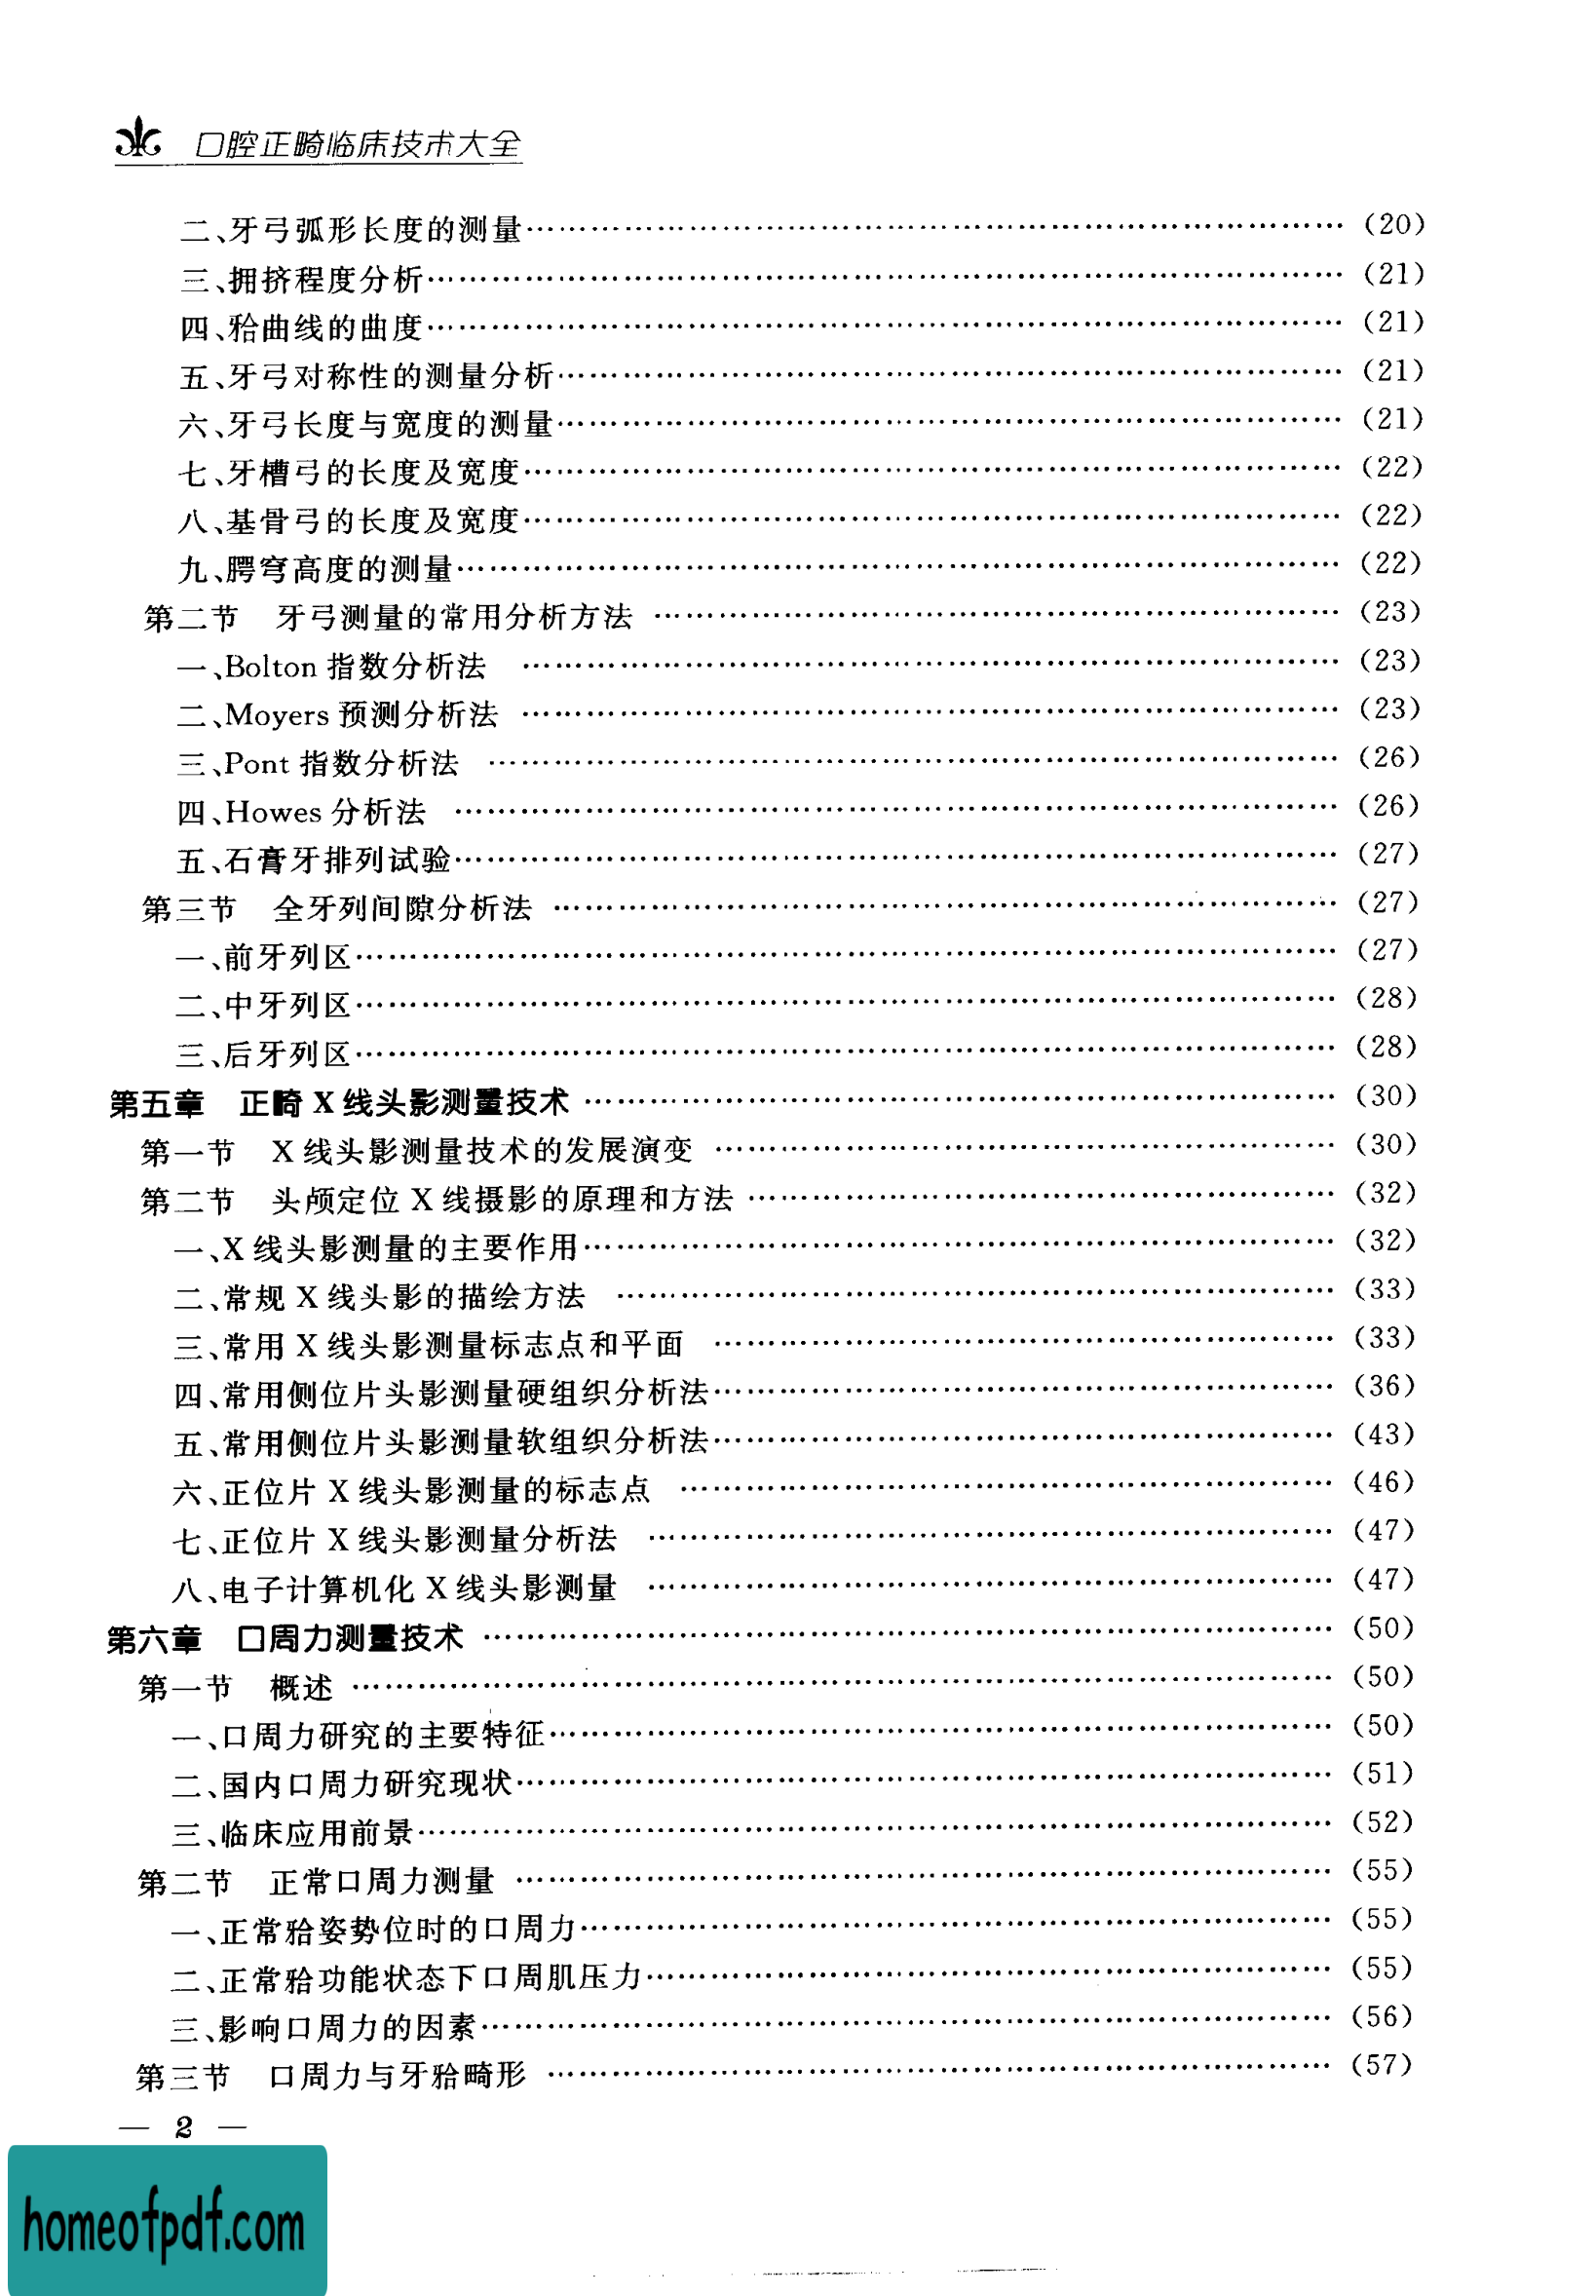 口腔正畸临床技术大全
二、牙弓弧形长度的测量……(20)
三、拥挤程度分析……(21)
四、𬌗曲线的曲度……(21)
五、牙弓对称性的测量分析……(21)
六、牙弓长度与宽度的测量……(21)
七、牙槽弓的长度及宽度……(22)
八、基骨弓的长度及宽度……(22)
九、腭穹高度的测量……(22)
第二节 牙弓测量的常用分析方法……(23)
一、Bolton 指数分析法……(23)
二、Moyers 预测分析法……(23)
三、Pont 指数分析法……(26)
四、Howes 分析法……(26)
五、石膏牙排列试验……(27)
第三节 全牙列间隙分析法……(27)
一、前牙列区……(27)
二、中牙列区……(28)
三、后牙列区……(28)
第五章 正畸 X 线头影测量技术……(30)
第一节 X 线头影测量技术的发展演变……(30)
第二节 头颅定位 X 线摄影的原理和方法……(32)
一、X 线头影测量的主要作用……(32)
二、常规 X 线头影的描绘方法……(33)
三、常用 X 线头影测量标志点和平面……(33)
四、常用侧位片头影测量硬组织分析法……(36)
五、常用侧位片头影测量软组织分析法……(43)
六、正位片 X 线头影测量的标志点……(46)
七、正位片 X 线头影测量分析法……(47)
八、电子计算机化 X 线头影测量……(47)
第六章 口周力测量技术……(50)
第一节 概述……(50)
一、口周力研究的主要特征……(50)
二、国内口周力研究现状……(51)
三、临床应用前景……(52)
第二节 正常口周力测量……(55)
一、正常𬌗姿势位时的口周力……(55)
二、正常𬌗功能状态下口周肌压力……(55)
三、影响口周力的因素……(56)
第三节 口周力与牙𬌗畸形……(57)
— 2 —
homeofpdf.com